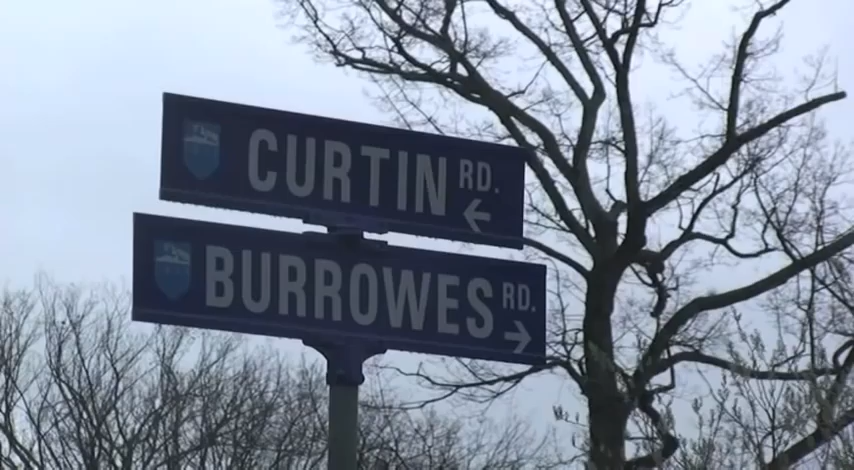 CURTIN RD.
←
BURROWES RD.
→